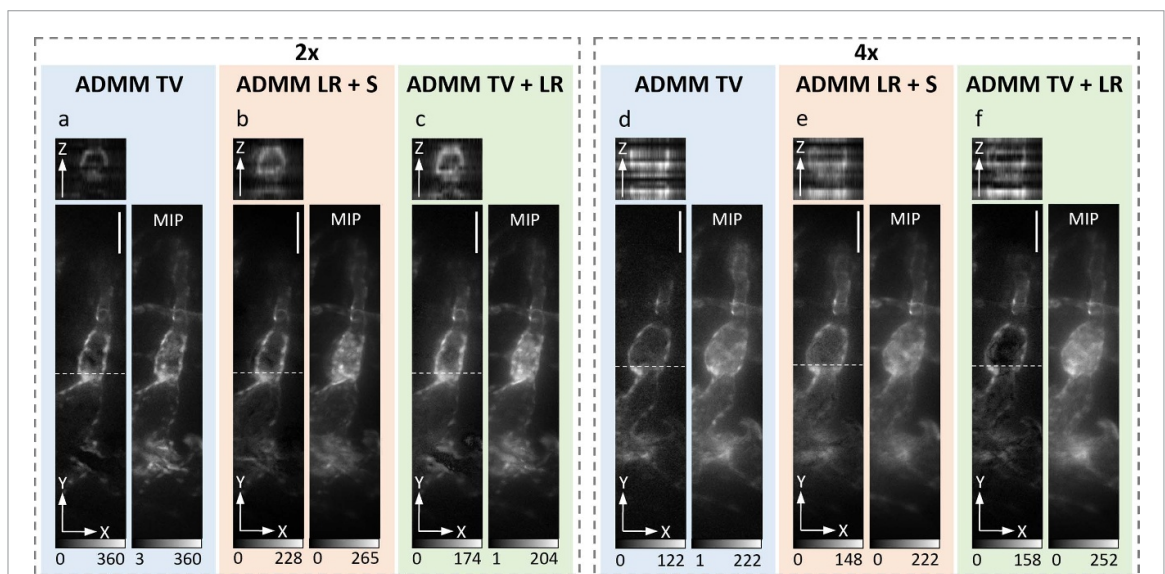 2x
4x
ADMM TV
ADMM LR + S
ADMM TV + LR
ADMM TV
ADMM LR + S
ADMM TV + LR
a
b
c
d
e
f
Z
Z
Z
Z
Z
Z
MIP
MIP
MIP
MIP
MIP
MIP
Y
Y
Y
Y
Y
Y
X
X
X
X
X
X
0 360 3 360
0 228 0 265
0 174 1 204
0 122 1 222
0 148 0 222
0 158 0 252